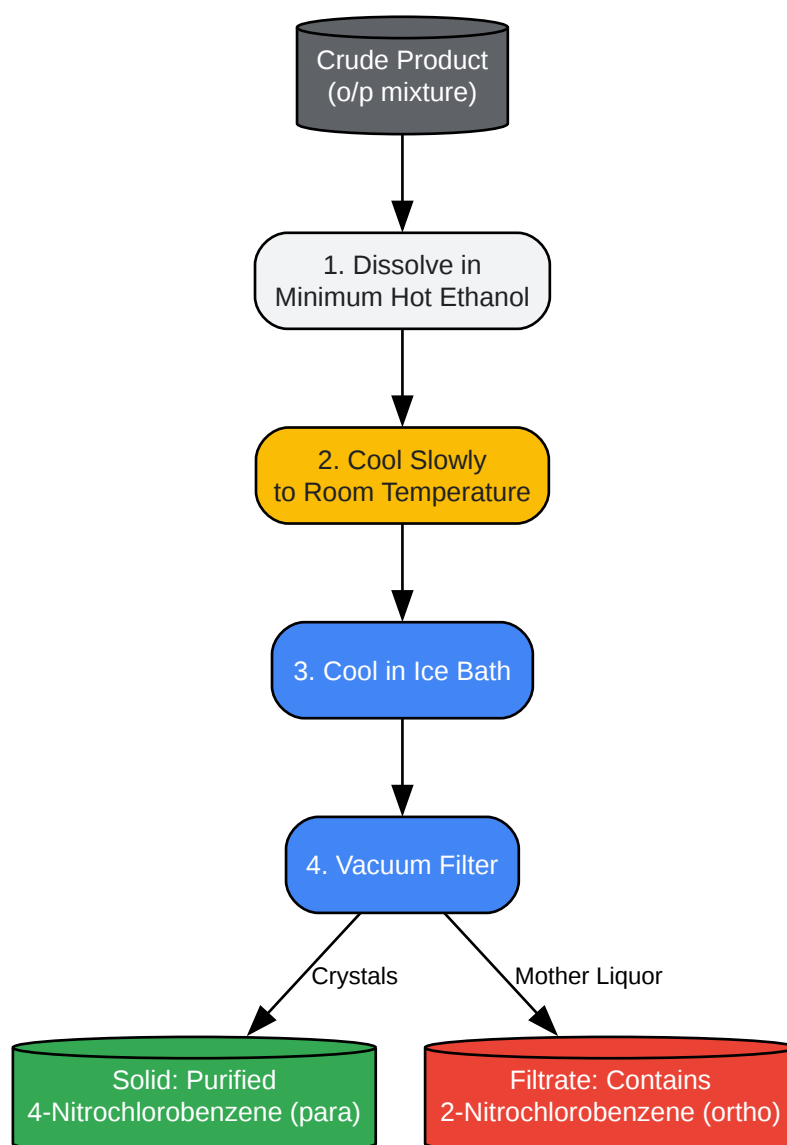 Crude Product
(o/p mixture)
1. Dissolve in
Minimum Hot Ethanol
2. Cool Slowly
to Room Temperature
3. Cool in Ice Bath
4. Vacuum Filter
Crystals
Mother Liquor
Solid: Purified
4-Nitrochlorobenzene (para)
Filtrate: Contains
2-Nitrochlorobenzene (ortho)